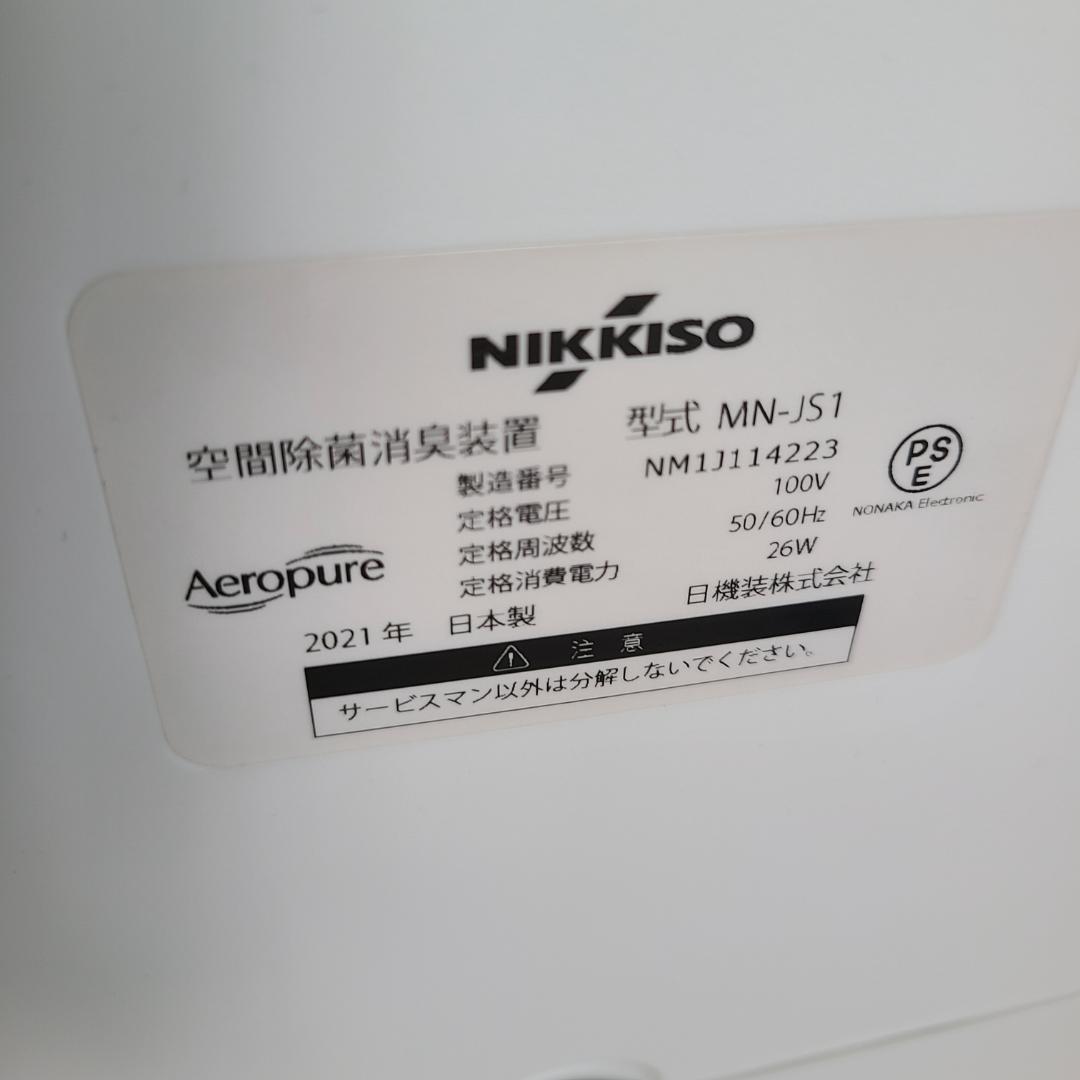 NIKKISO
空間除菌消臭装置 型式 MN-JS1
製造番号 NM1J114223
定格電圧 100V
定格周波数 50/60Hz
定格消費電力 26W
PSE
NONAKA Electronic
Aeropure
2021年 日本製 日機装株式会社
注意
サービスマン以外は分解しないでください。